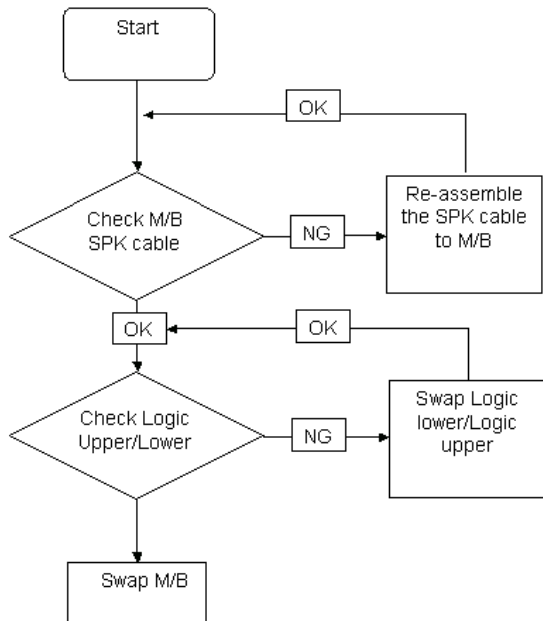 Start
OK
Check M/B
SPK cable
NG
Re-assemble
the SPK cable
to M/B
OK
OK
Check Logic
Upper/Lower
NG
Swap Logic
lower/Logic
upper
Swap M/B